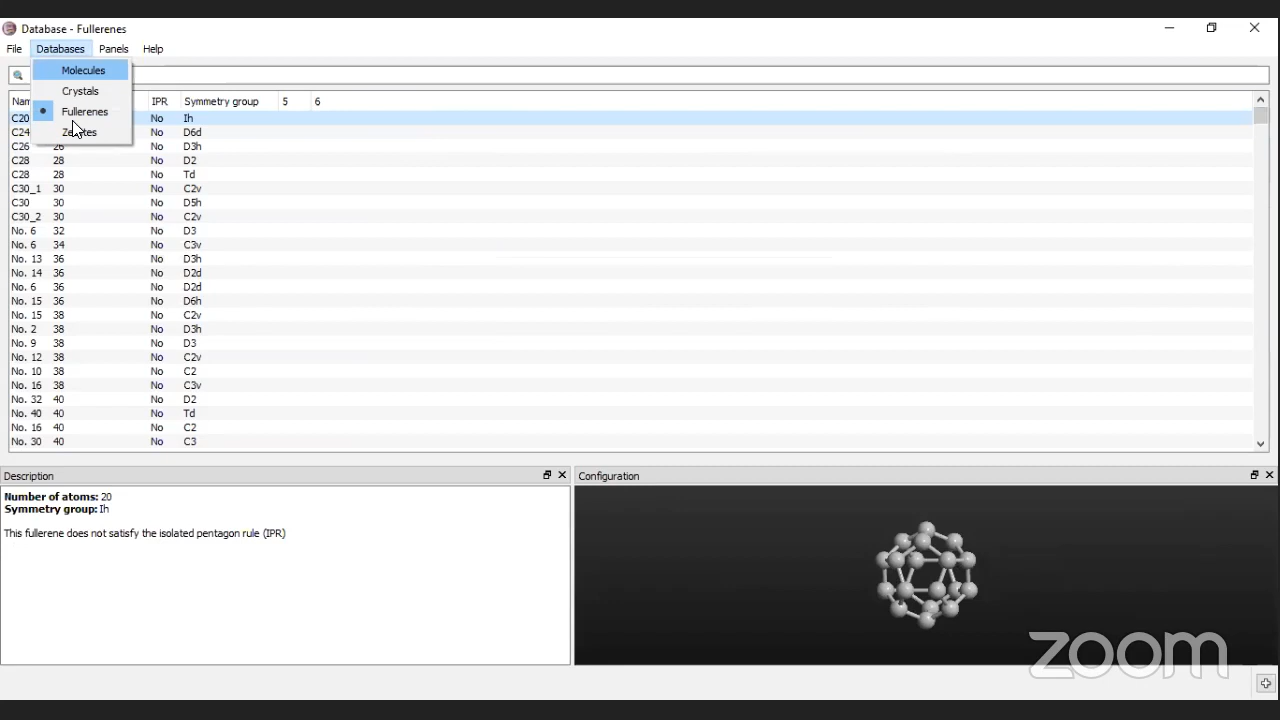 Database - Fullerenes
File Databases Panels Help
Molecules
Crystals
Fullerenes
IPR Symmetry group 5 6
C20 No Ih
C24 No D6d
C26 26 No D3h
C28 28 No D2
C28 28 No Td
C30_1 30 No C2v
C30 30 No D5h
C30_2 30 No C2v
No. 6 32 No D3
No. 6 34 No C3v
No. 13 36 No D3h
No. 14 36 No D2d
No. 6 36 No D2d
No. 15 36 No D6h
No. 15 38 No C2v
No. 2 38 No D3h
No. 9 38 No D3
No. 12 38 No C2v
No. 10 38 No C2
No. 16 38 No C3v
No. 32 40 No D2
No. 40 40 No Td
No. 16 40 No C2
No. 30 40 No C3
Description
Configuration
Number of atoms: 20
Symmetry group: Ih
This fullerene does not satisfy the isolated pentagon rule (IPR)
zoom